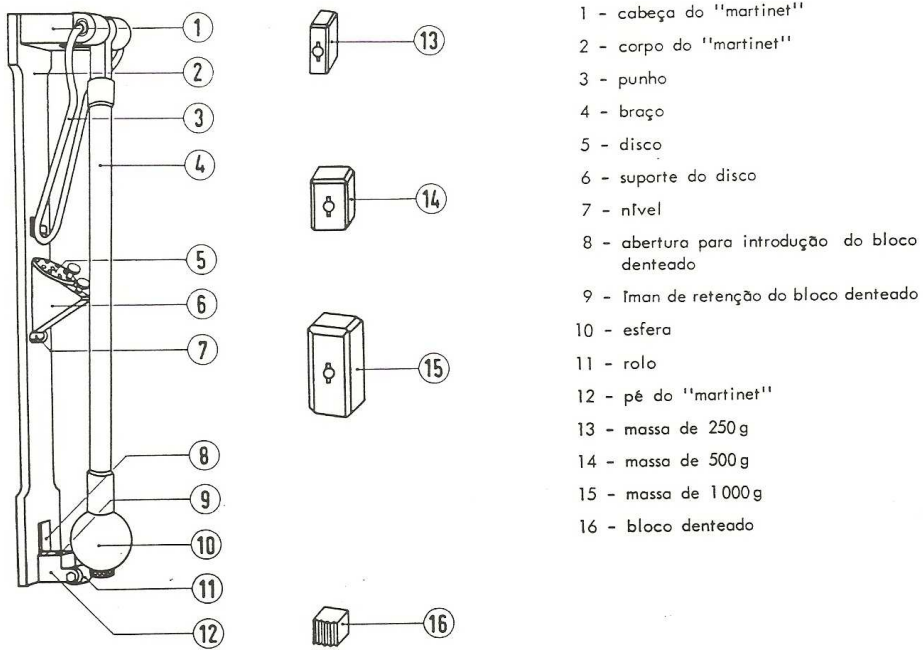 1
2
3
4
5
6
7
8
9
10
11
12
13
14
15
16
1 - cabeça do ''martinet''
2 - corpo do ''martinet''
3 - punho
4 - braço
5 - disco
6 - suporte do disco
7 - nível
8 - abertura para introdução do bloco
denteado
9 - íman de retenção do bloco denteado
10 - esfera
11 - rolo
12 - pé do ''martinet''
13 - massa de 250 g
14 - massa de 500 g
15 - massa de 1000 g
16 - bloco denteado